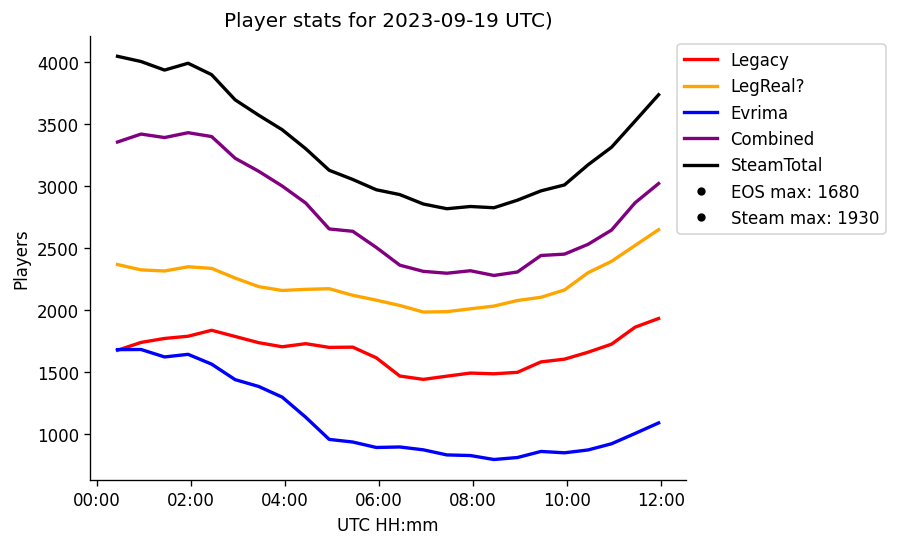 Player stats for 2023-09-19 UTC)
Legacy
LegReal?
Evrima
Combined
SteamTotal
EOS max: 1680
Steam max: 1930
Players
4000
3500
3000
2500
2000
1500
1000
00:00 02:00 04:00 06:00 08:00 10:00 12:00
UTC HH:mm